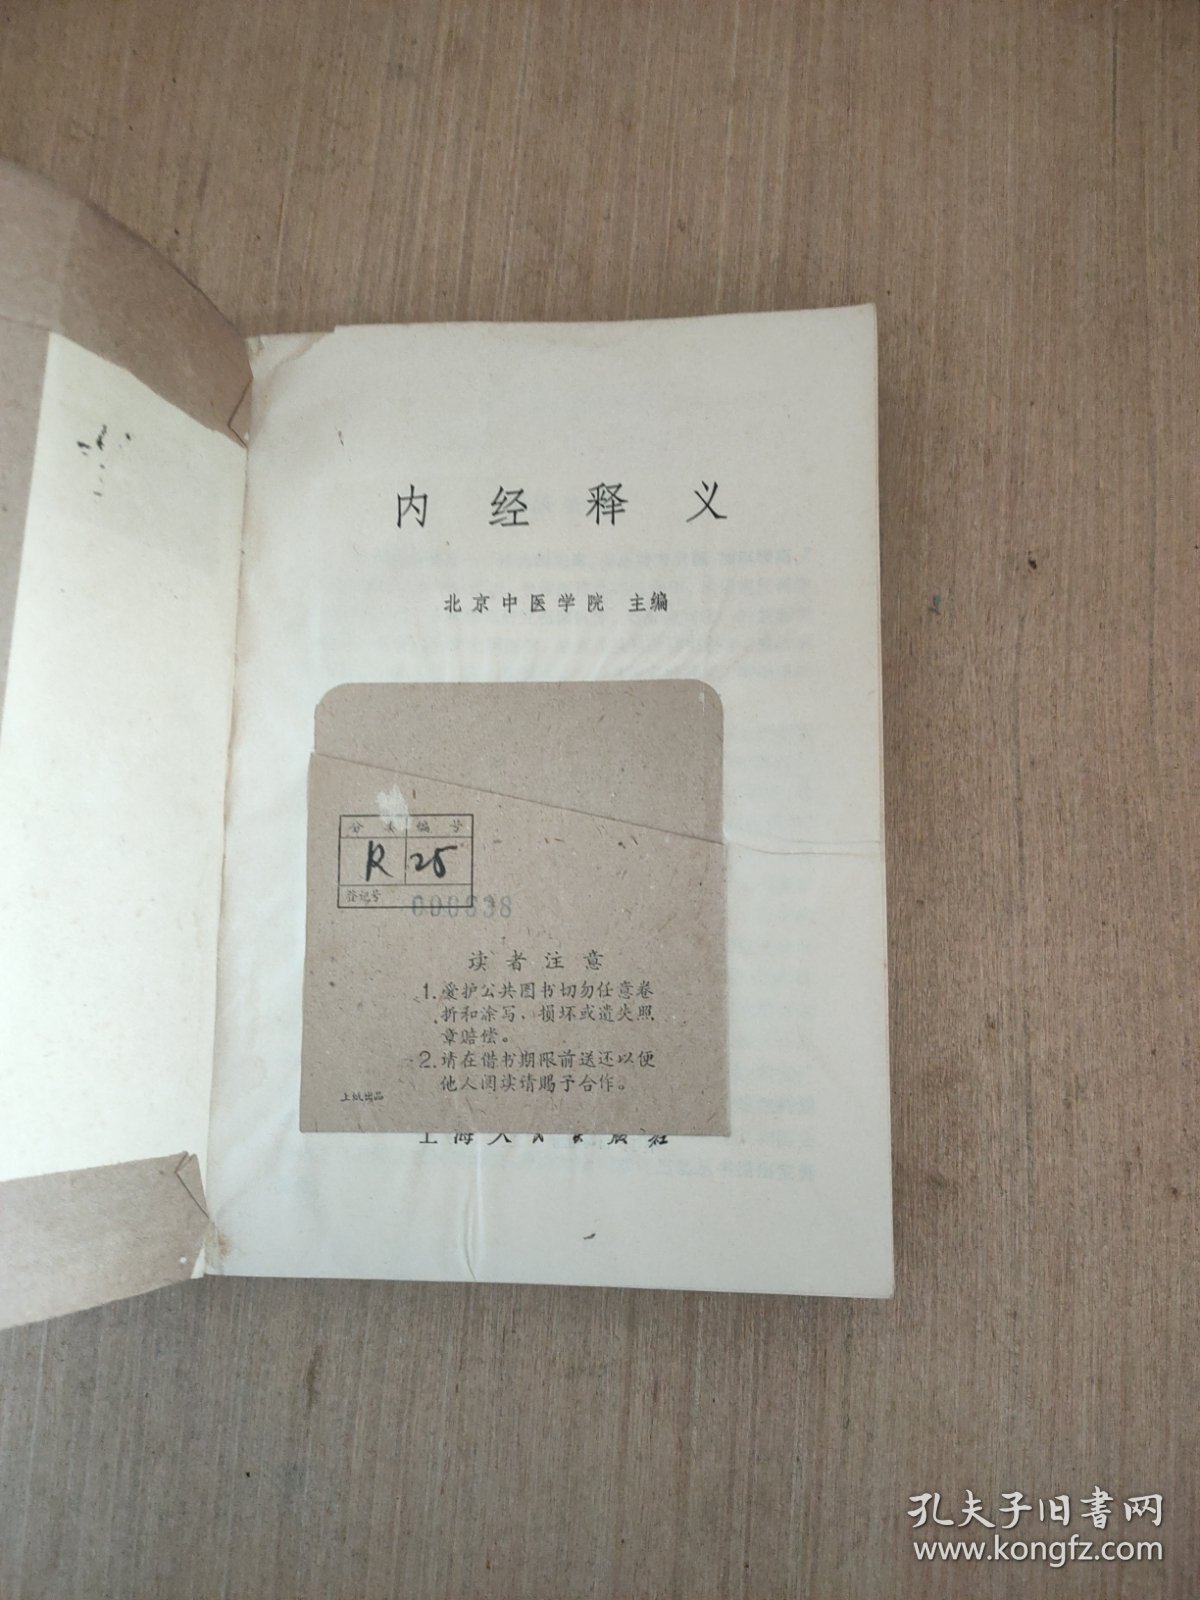 内经释义
北京中医学院 主编
分类编号
R 25
登记号
000638
读者注意
1.爱护公共图书切勿任意卷
折和涂写、损坏或遗失照
章赔偿。
2.请在借书期限前送还以便
他人阅读请赐予合作。
上海人民出版社
孔夫子旧書网
www.kongfz.com